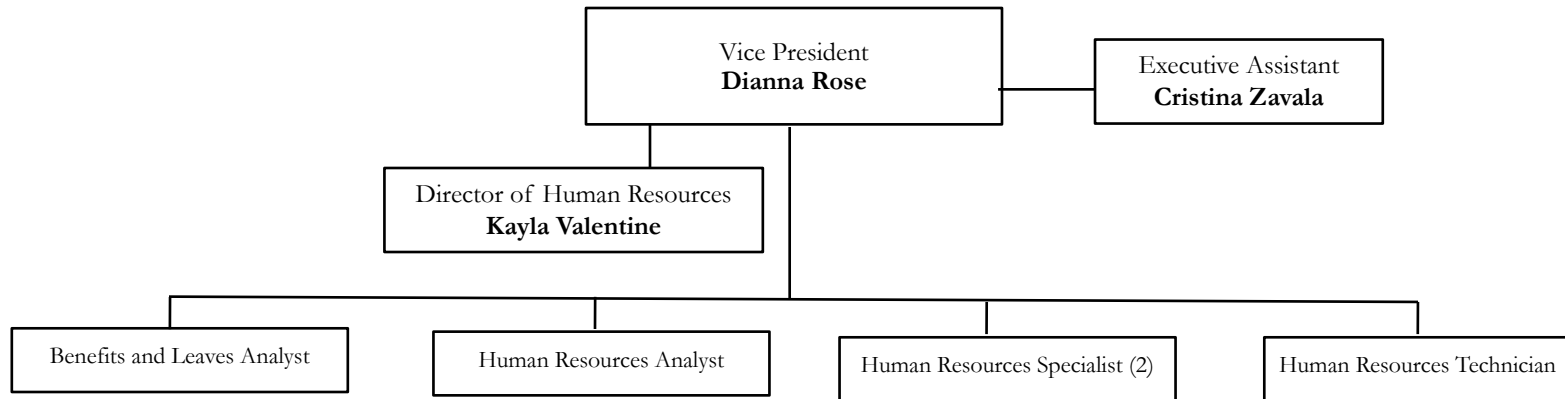 Vice President
Dianna Rose
Executive Assistant
Cristina Zavala
Director of Human Resources
Kayla Valentine
Benefits and Leaves Analyst
Human Resources Analyst
Human Resources Specialist (2)
Human Resources Technician